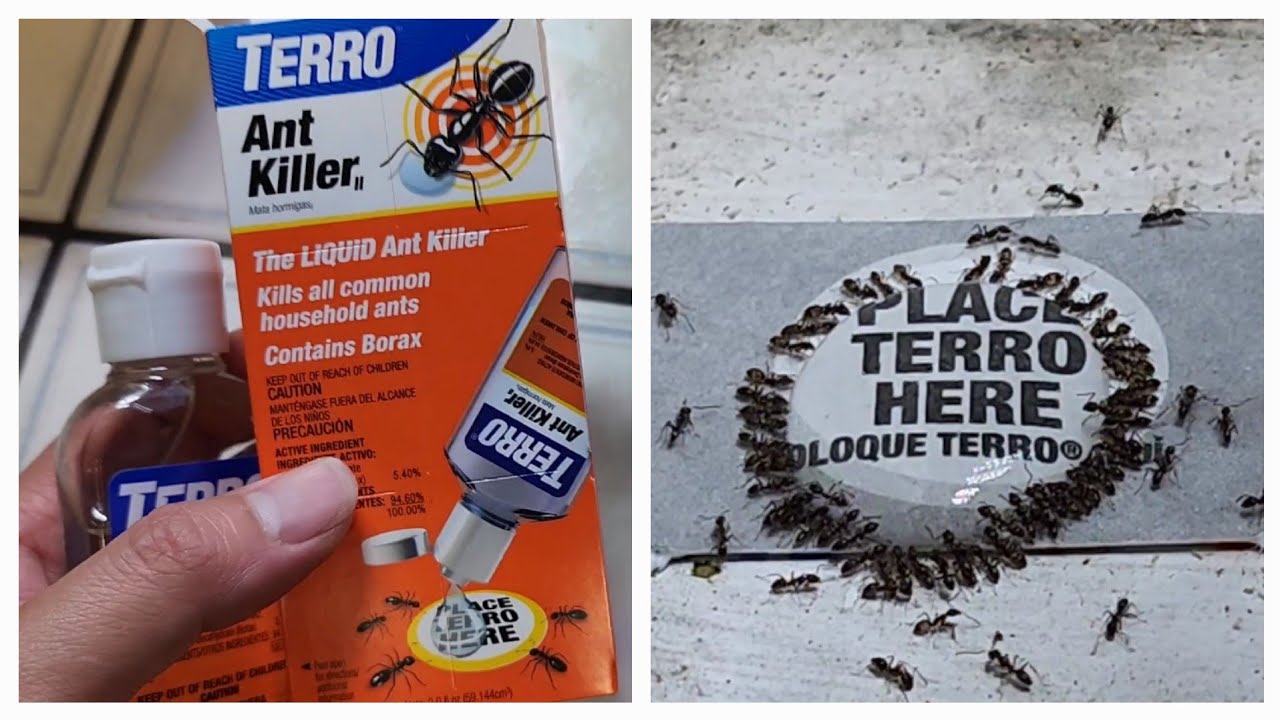 TERRO
Ant
Killer II
Mata hormigas
The LIQUID Ant Killer
Kills all common
household ants
Contains Borax
KEEP OUT OF REACH OF CHILDREN
CAUTION
MANTÉNGASE FUERA DEL ALCANCE
DE LOS NIÑOS
PRECAUCIÓN
ACTIVE INGREDIENT
INGREDIENTE ACTIVO:
5.40%
94.60%
100.00%
TERRO
Ant Killer II
PLACE
TERRO
HERE
TERRO
KEEP OUT OF REACH OF CHILDREN
CAUTION
PLACE
TERRO
HERE
OLOQUE TERRO®